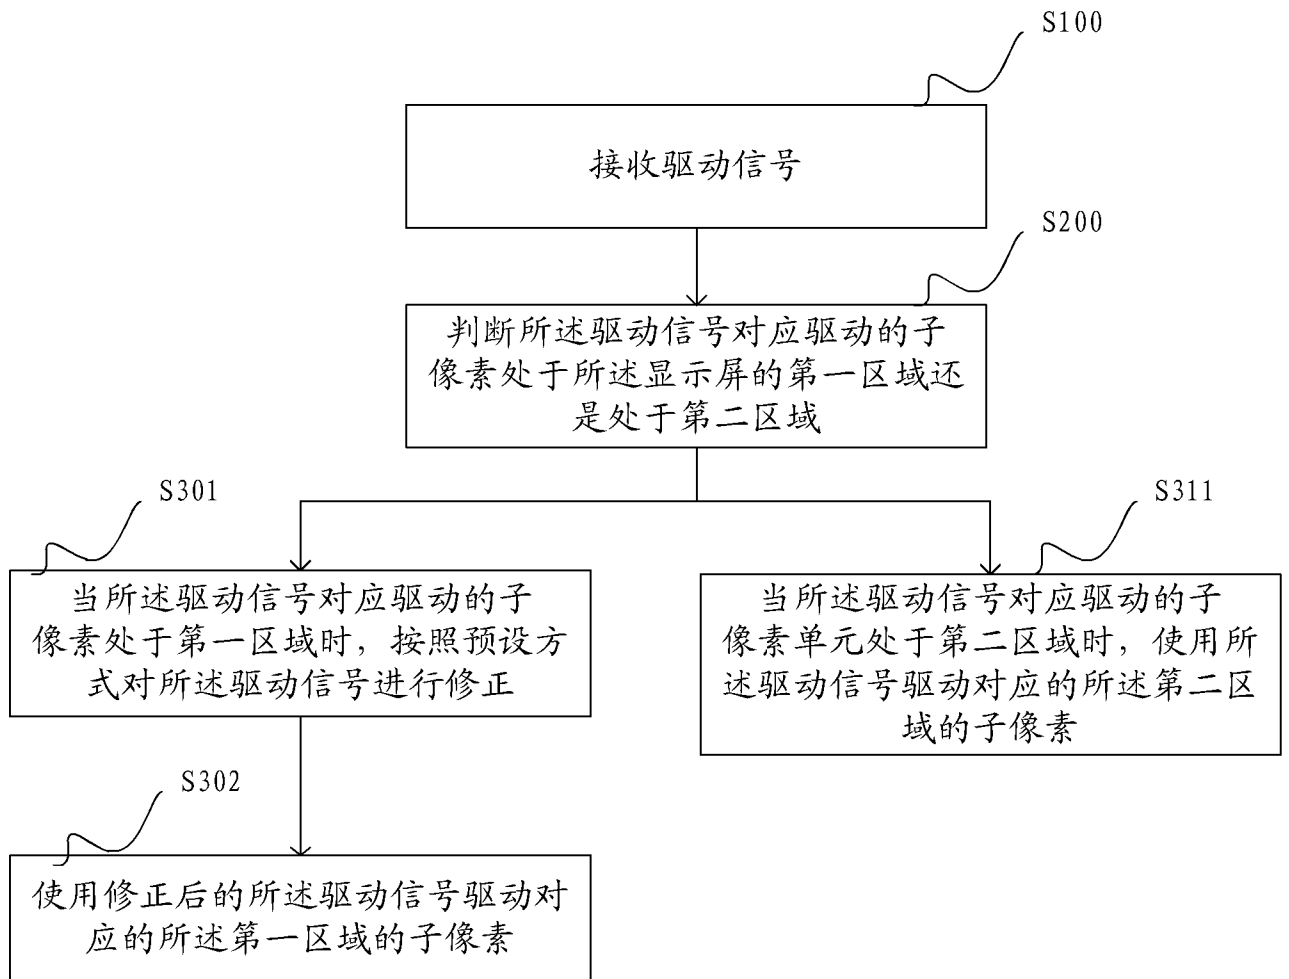 S100
接收驱动信号
S200
判断所述驱动信号对应驱动的子
像素处于所述显示屏的第一区域还
是处于第二区域
S301
当所述驱动信号对应驱动的子
像素处于第一区域时，按照预设方
式对所述驱动信号进行修正
S311
当所述驱动信号对应驱动的子
像素单元处于第二区域时，使用所
述驱动信号驱动对应的所述第二区
域的子像素
S302
使用修正后的所述驱动信号驱动对
应的所述第一区域的子像素